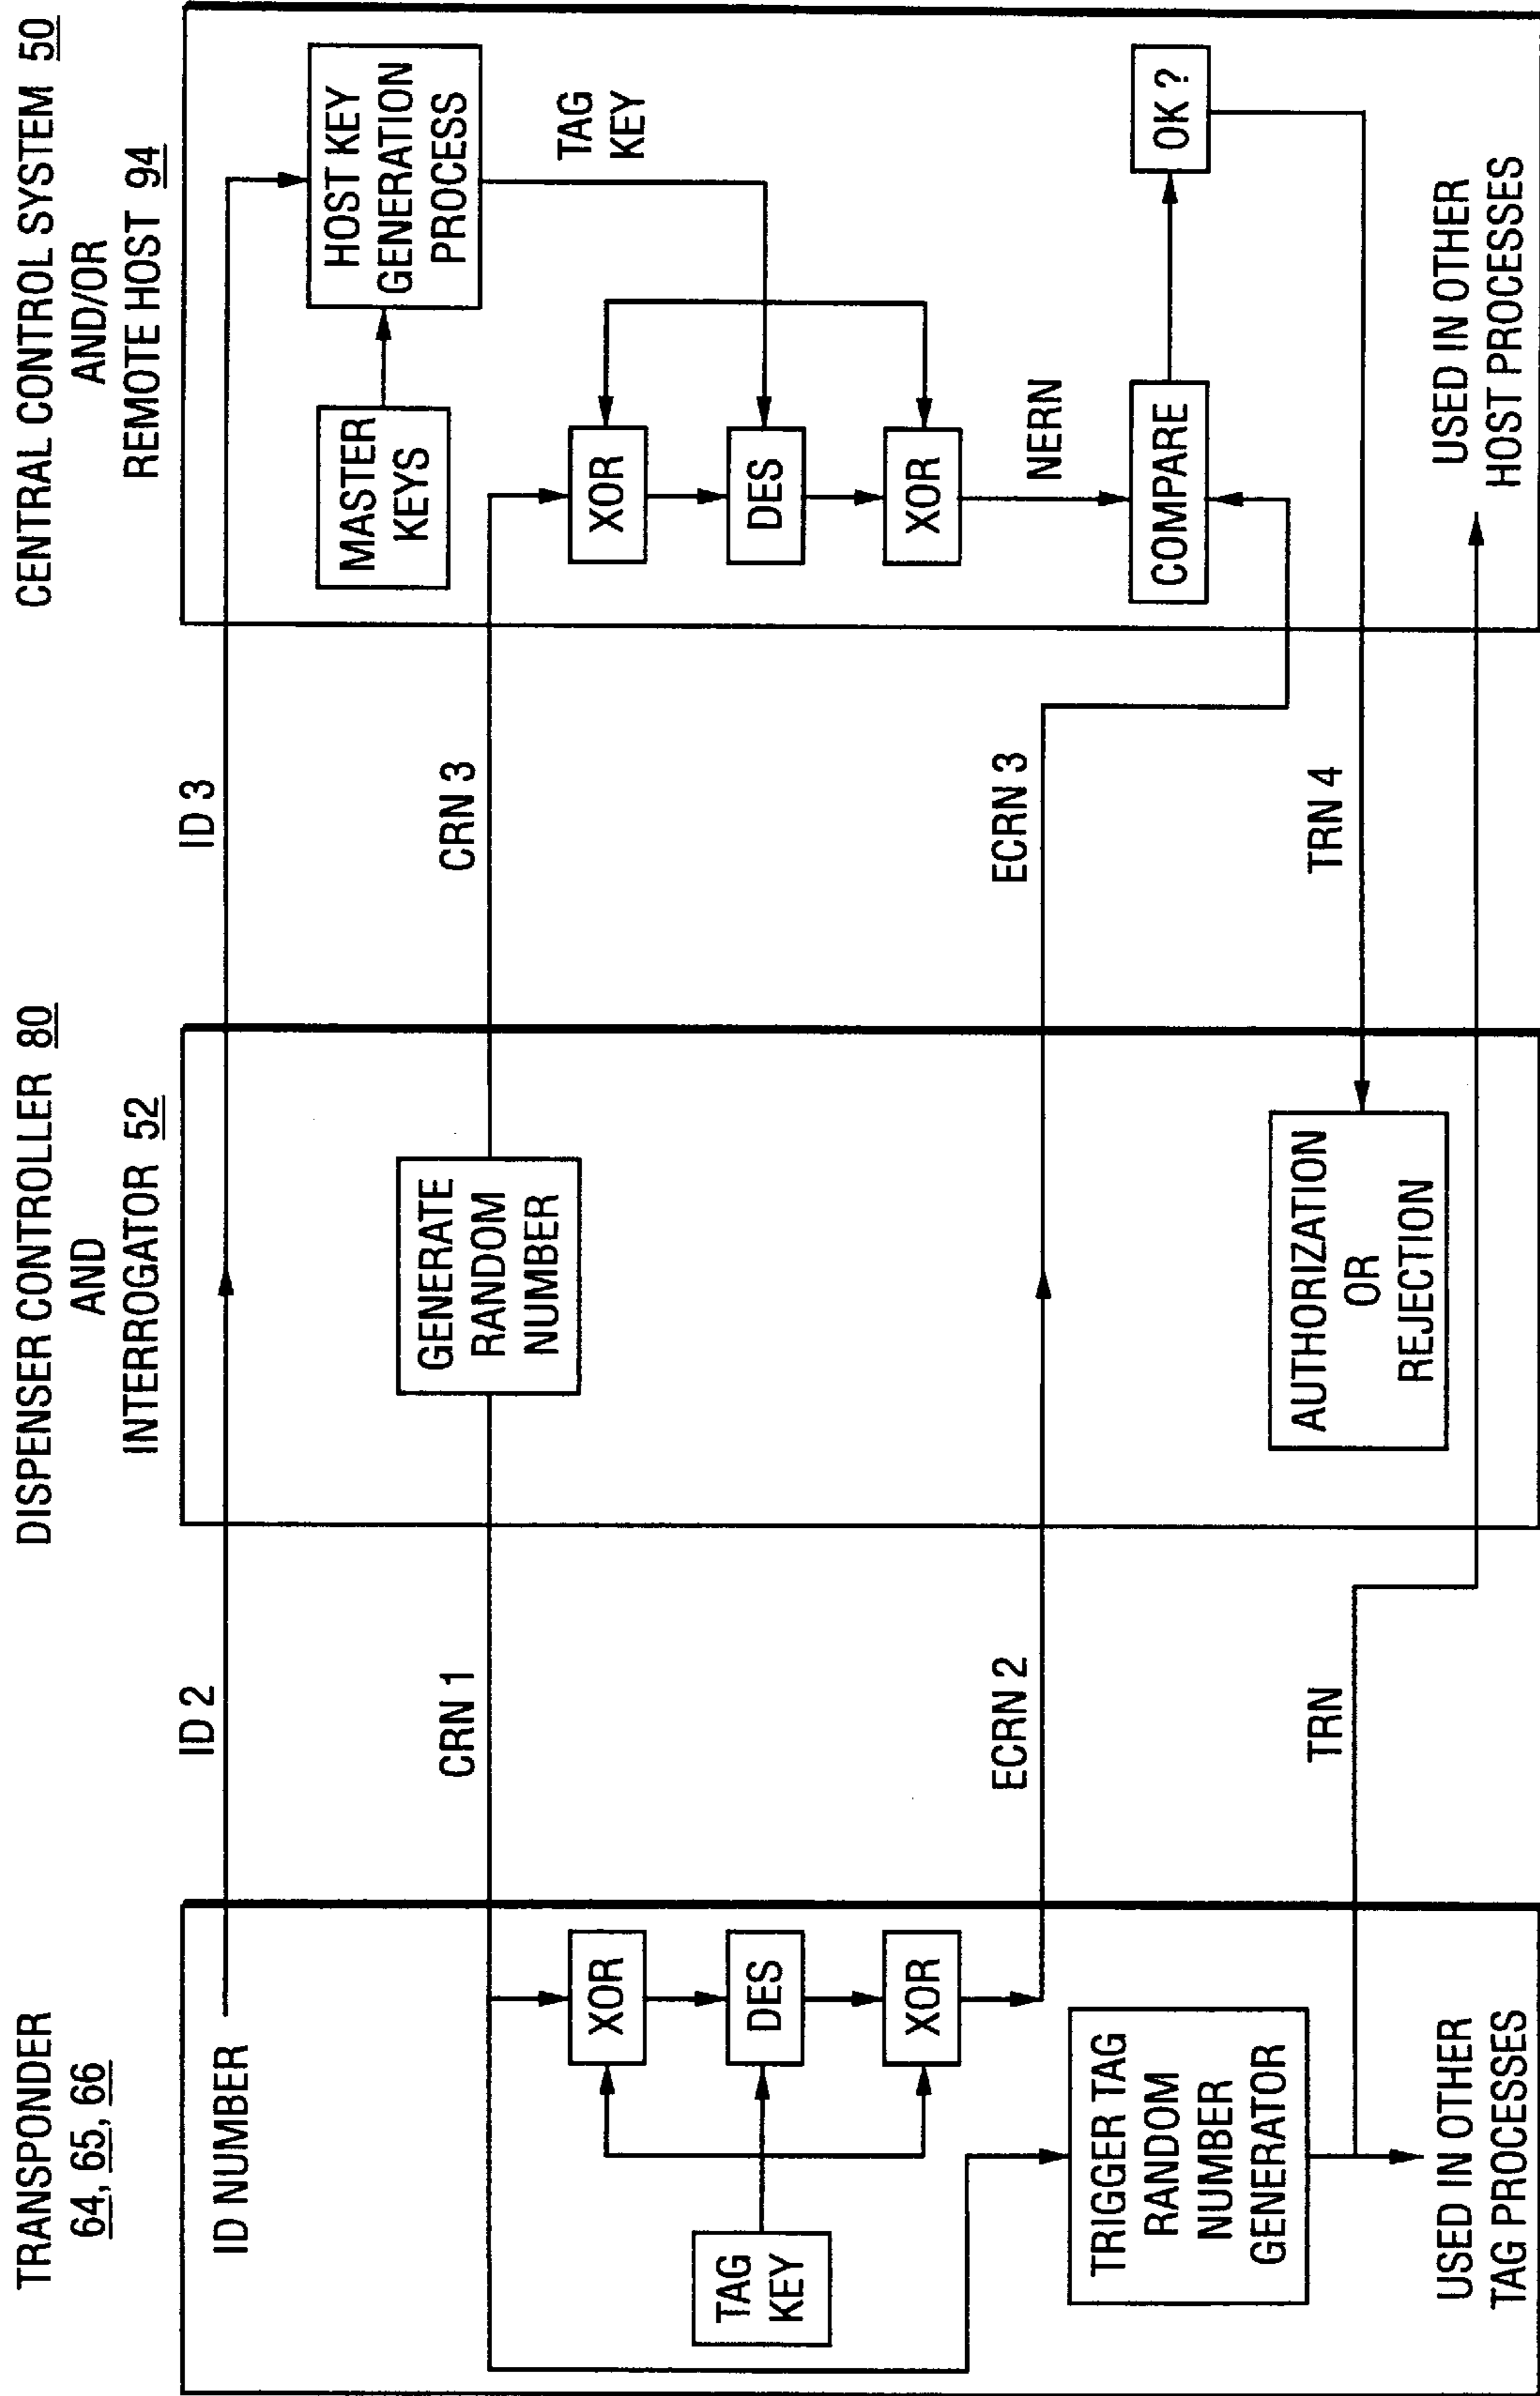 TRANSPONDER
64, 65, 66
ID NUMBER
XOR
DES
XOR
TAG
KEY
TRIGGER TAG
RANDOM
NUMBER
GENERATOR
USED IN OTHER
TAG PROCESSES
ID 2
CRN 1
ECRN 2
TRN
DISPENSER CONTROLLER 80
AND
INTERROGATOR 52
GENERATE
RANDOM
NUMBER
AUTHORIZATION
OR
REJECTION
ID 3
CRN 3
ECRN 3
TRN 4
CENTRAL CONTROL SYSTEM 50
AND/OR
REMOTE HOST 94
MASTER
KEYS
HOST KEY
GENERATION
PROCESS
TAG
KEY
XOR
DES
XOR
NERN
COMPARE
OK ?
USED IN OTHER
HOST PROCESSES